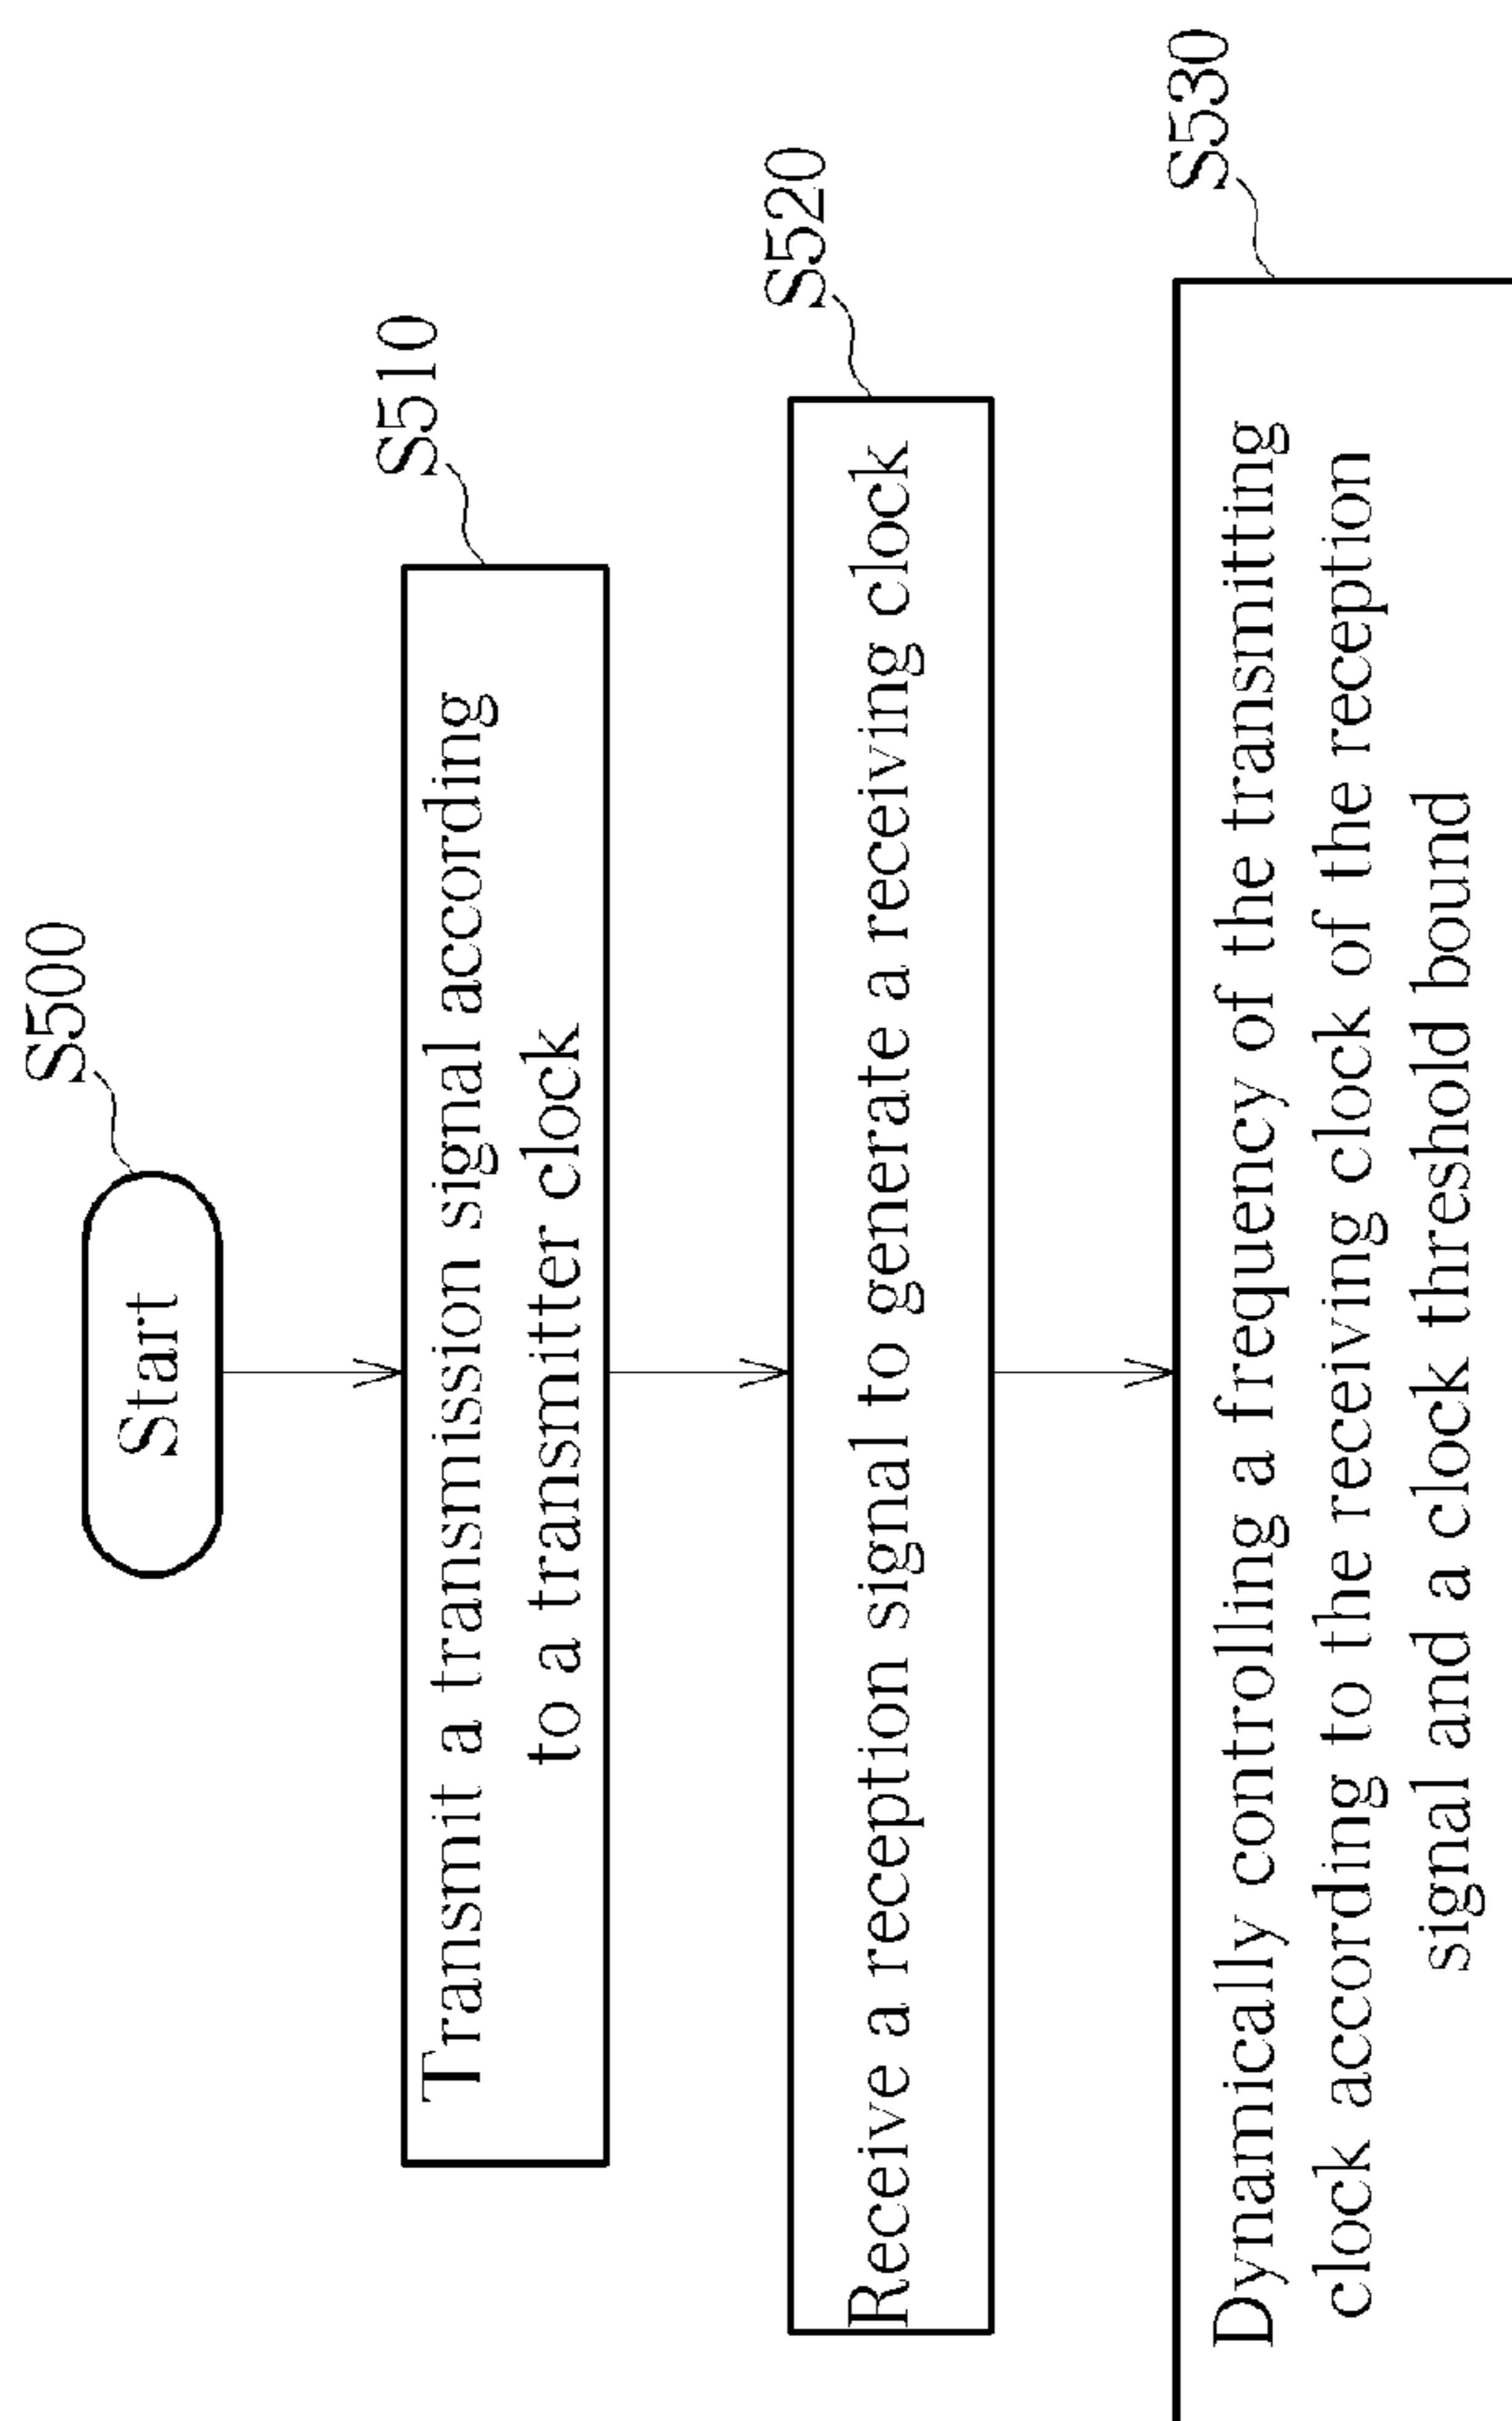 S500
Start
S510
Transmit a transmission signal according
to a transmitter clock
S520
Receive a reception signal to generate a receiving clock
S530
Dynamically controlling a frequency of the transmitting
clock according to the receiving clock of the reception
signal and a clock threshold bound